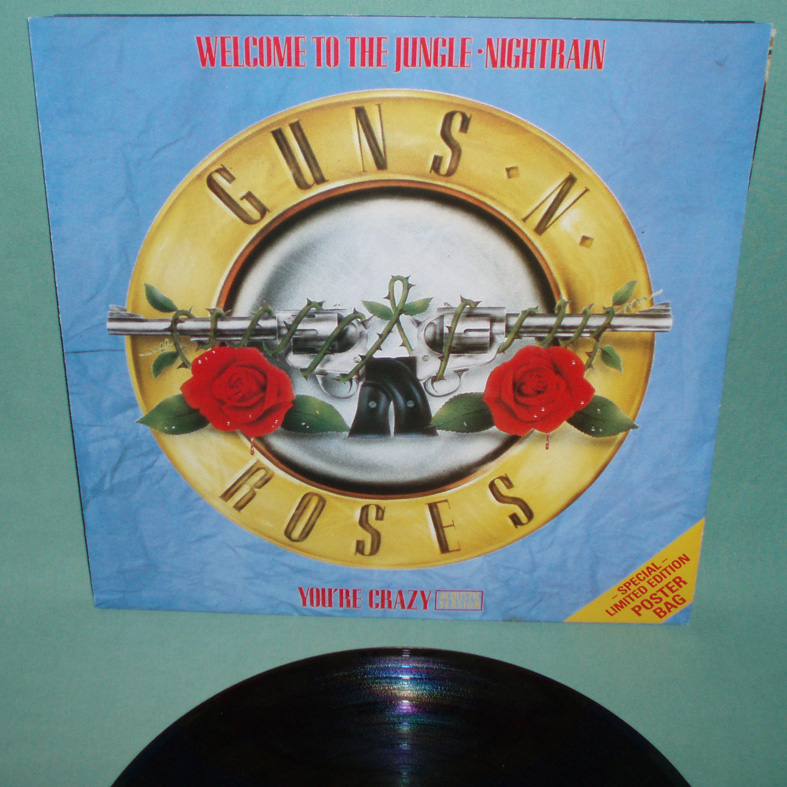 WELCOME TO THE JUNGLE · NIGHTRAIN
GUNS · N ·
ROSES
YOU'RE CRAZY
- SPECIAL -
LIMITED EDITION
POSTER
BAG